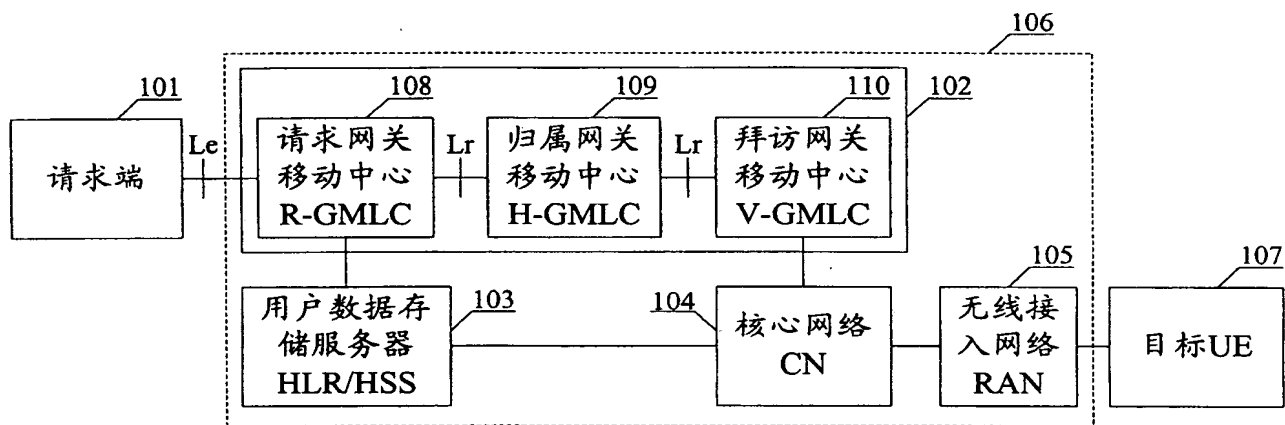 106
101
108
109
110
102
请求端
Le
请求网关
移动中心
R-GMLC
Lr
归属网关
移动中心
H-GMLC
Lr
拜访网关
移动中心
V-GMLC
103
104
105
107
用户数据存
储服务器
HLR/HSS
核心网络
CN
无线接
入网络
RAN
目标UE